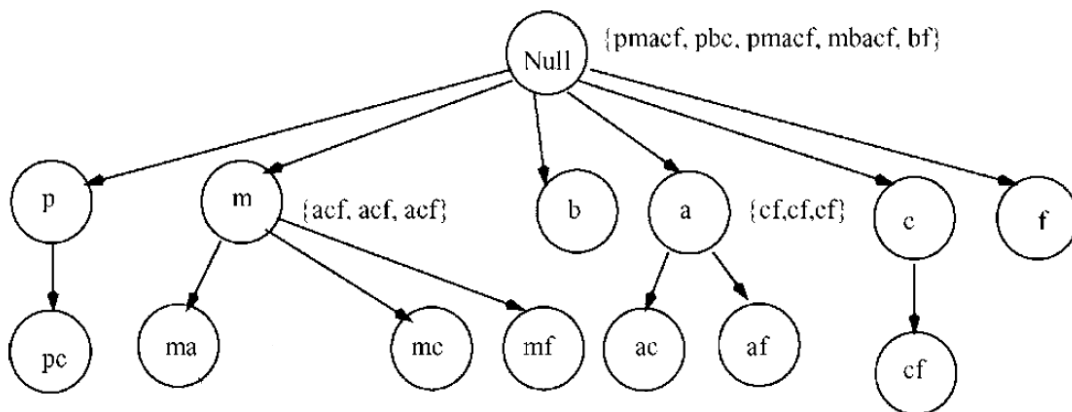 {pmacf, pbc, pmacf, mbacf, bf}
Null
p
m
{acf, acf, acf}
b
a
{cf,cf,cf}
c
f
pc
ma
mc
mf
ac
af
cf